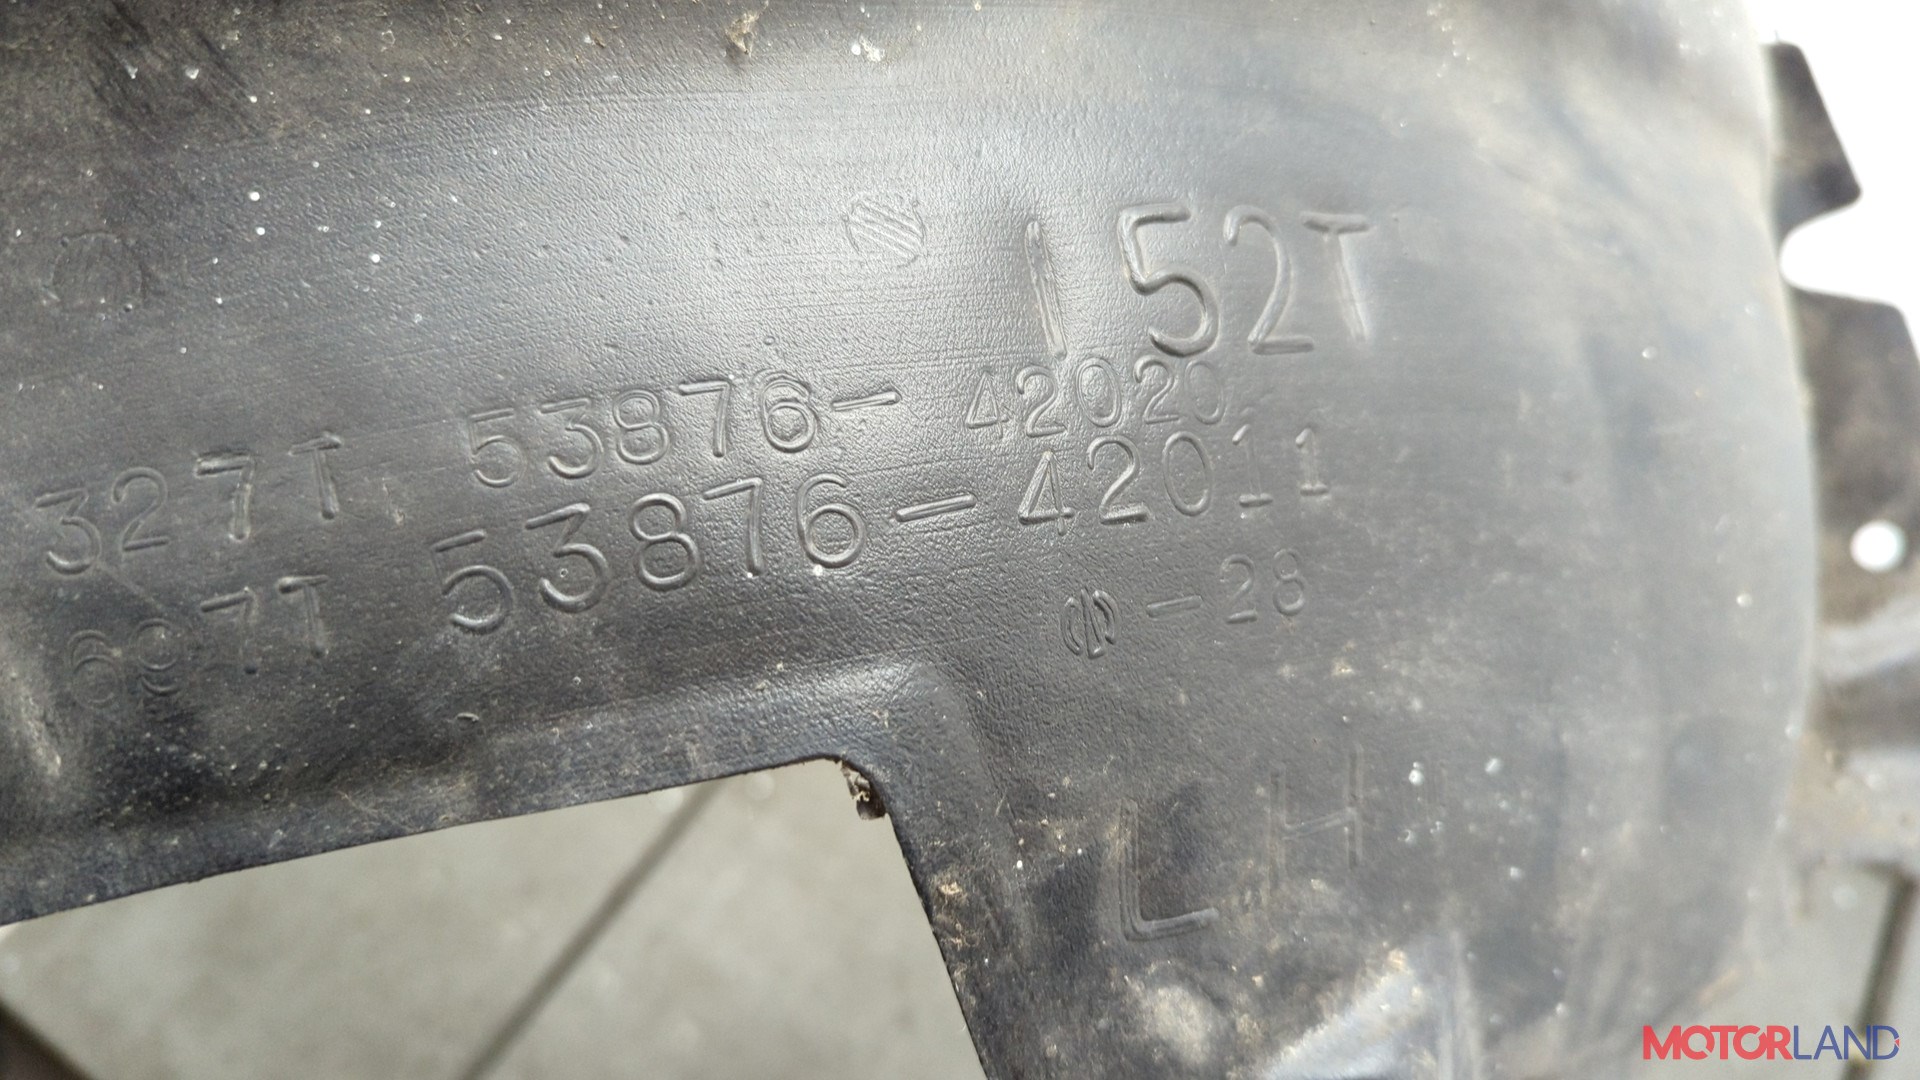 152T
327T 53876-42020
697T 53876-42011
-28
LH
MOTORLAND